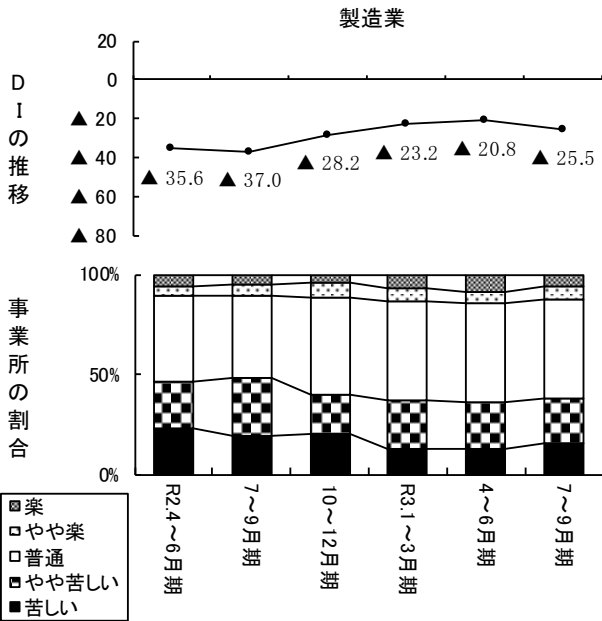 製造業
DIの推移
20
0
▲ 20
▲ 40
▲ 60
▲ 80
▲ 35.6
▲ 37.0
▲ 28.2
▲ 23.2
▲ 20.8
▲ 25.5
事業所の割合
100%
50%
0%
R2.4～6月期
7～9月期
10～12月期
R3.1～3月期
4～6月期
7～9月期
楽
やや楽
普通
やや苦しい
苦しい